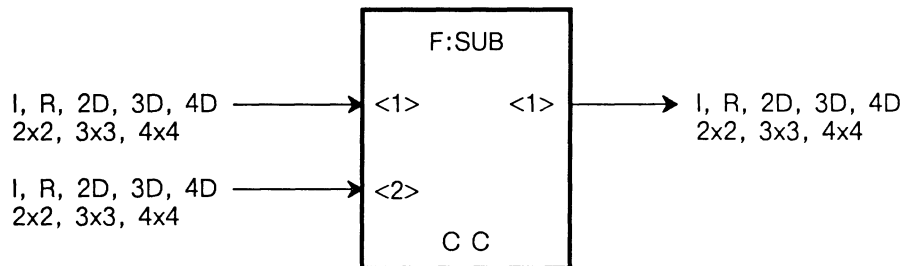 F:SUB
I, R, 2D, 3D, 4D <1> <1> I, R, 2D, 3D, 4D
2x2, 3x3, 4x4 2x2, 3x3, 4x4
I, R, 2D, 3D, 4D <2>
2x2, 3x3, 4x4
C C